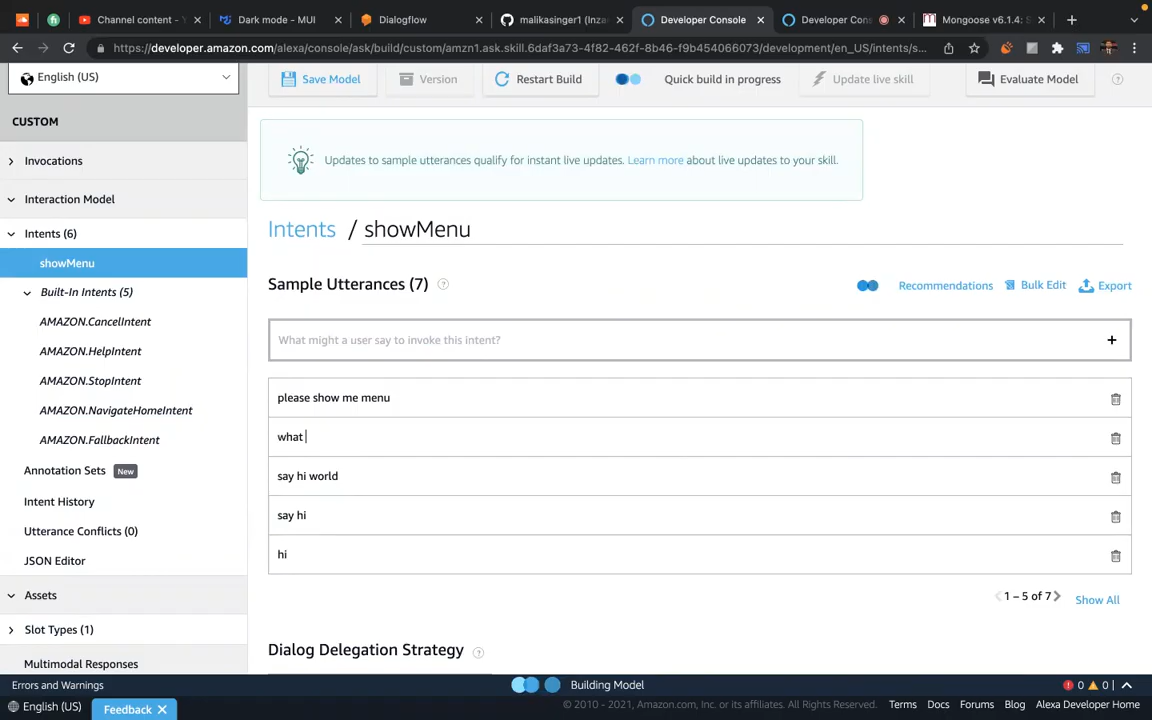 Channel content - Y
Dark mode - MUI
Dialogflow
malikasinger1 (Inza
Developer Console
Developer Con
Mongoose v6.1.4: S
https://developer.amazon.com/alexa/console/ask/build/custom/amzn1.ask.skill.6daf3a73-4f82-462f-8b46-f9b454066073/development/en_US/intents/s...
English (US)
Save Model
Version
Restart Build
Quick build in progress
Update live skill
Evaluate Model
CUSTOM
Invocations
Interaction Model
Intents (6)
showMenu
Built-In Intents (5)
AMAZON.CancelIntent
AMAZON.HelpIntent
AMAZON.StopIntent
AMAZON.NavigateHomeIntent
AMAZON.FallbackIntent
Annotation Sets New
Intent History
Utterance Conflicts (0)
JSON Editor
Assets
Slot Types (1)
Multimodal Responses
Updates to sample utterances qualify for instant live updates. Learn more about live updates to your skill.
Intents / showMenu
Sample Utterances (7)
Recommendations
Bulk Edit
Export
What might a user say to invoke this intent?
please show me menu
what
say hi world
say hi
hi
1 – 5 of 7
Show All
Dialog Delegation Strategy
Errors and Warnings
Building Model
0
0
English (US)
Feedback
© 2010 - 2021, Amazon.com, Inc. or its affiliates. All Rights Reserved.
Terms
Docs
Forums
Blog
Alexa Developer Home